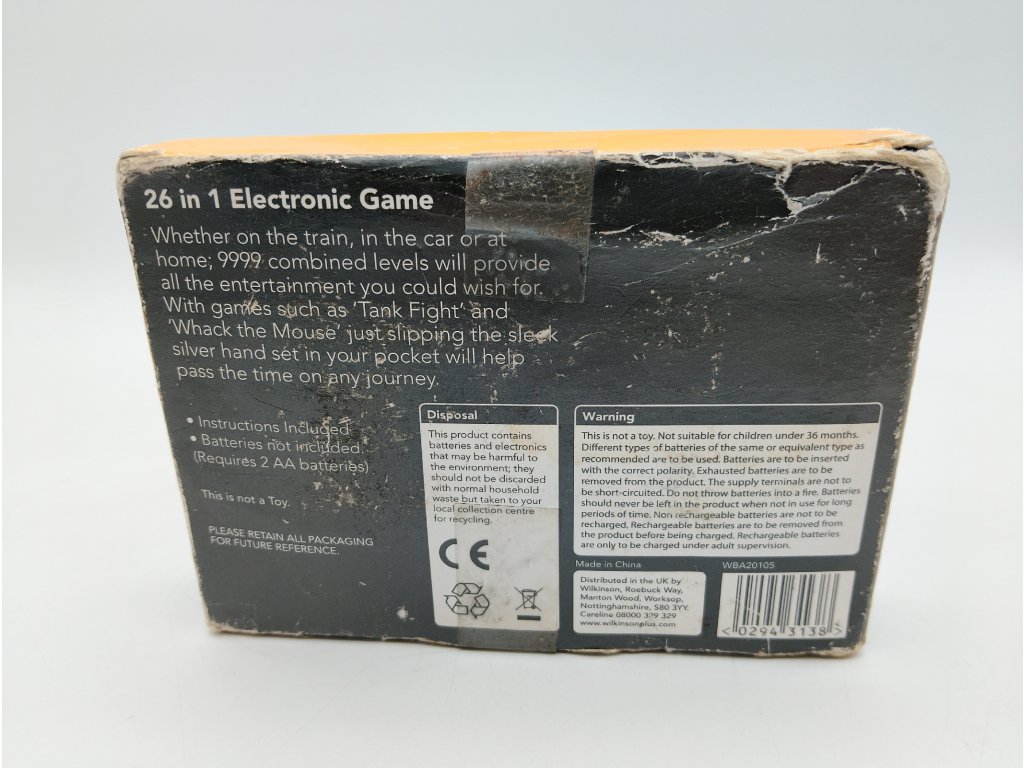 26 in 1 Electronic Game
Whether on the train, in the car or at
home; 9999 combined levels will provide
all the entertainment you could wish for.
With games such as 'Tank Fight' and
'Whack the Mouse' just slipping the sleek
silver hand set in your pocket will help
pass the time on any journey.
• Instructions Included
• Batteries not included.
(Requires 2 AA batteries)
This is not a Toy.
PLEASE RETAIN ALL PACKAGING
FOR FUTURE REFERENCE.
Disposal
This product contains
batteries and electronics
that may be harmful to
the environment; they
should not be discarded
with normal household
waste but taken to your
local collection centre
for recycling.
CE
Warning
This is not a toy. Not suitable for children under 36 months.
Different types of batteries of the same or equivalent type as
recommended are to be used. Batteries are to be inserted
with the correct polarity. Exhausted batteries are to be
removed from the product. The supply terminals are not to
be short-circuited. Do not throw batteries into a fire. Batteries
should never be left in the product when not in use for long
periods of time. Non rechargeable batteries are not to be
recharged. Rechargeable batteries are to be removed from
the product before being charged. Rechargeable batteries
are only to be charged under adult supervision.
Made in China
Distributed in the UK by
Wilkinson, Roebuck Way,
Manton Wood, Worksop,
Nottinghamshire, S80 3YY.
Careline 08000 329 329
www.wilkinsonplus.com
WBA20105
<0294 3138>